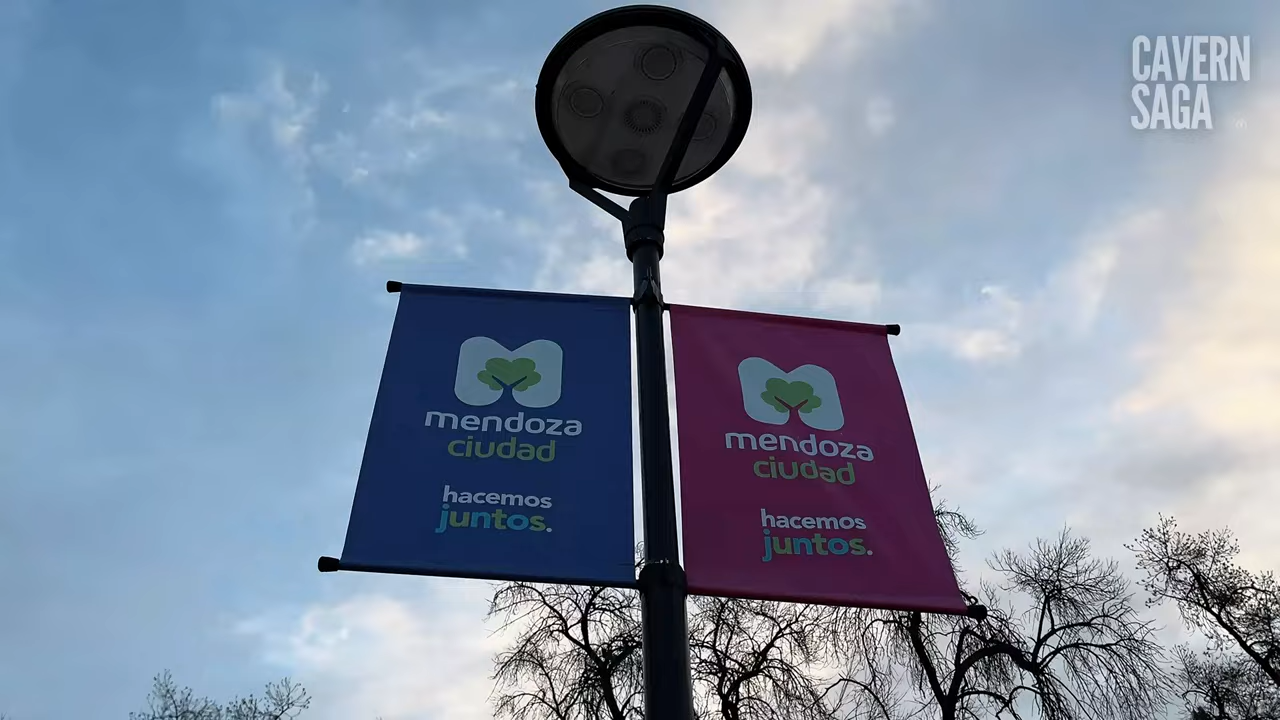 CAVERN
SAGA
mendoza
ciudad
hacemos
juntos.
mendoza
ciudad
hacemos
juntos.